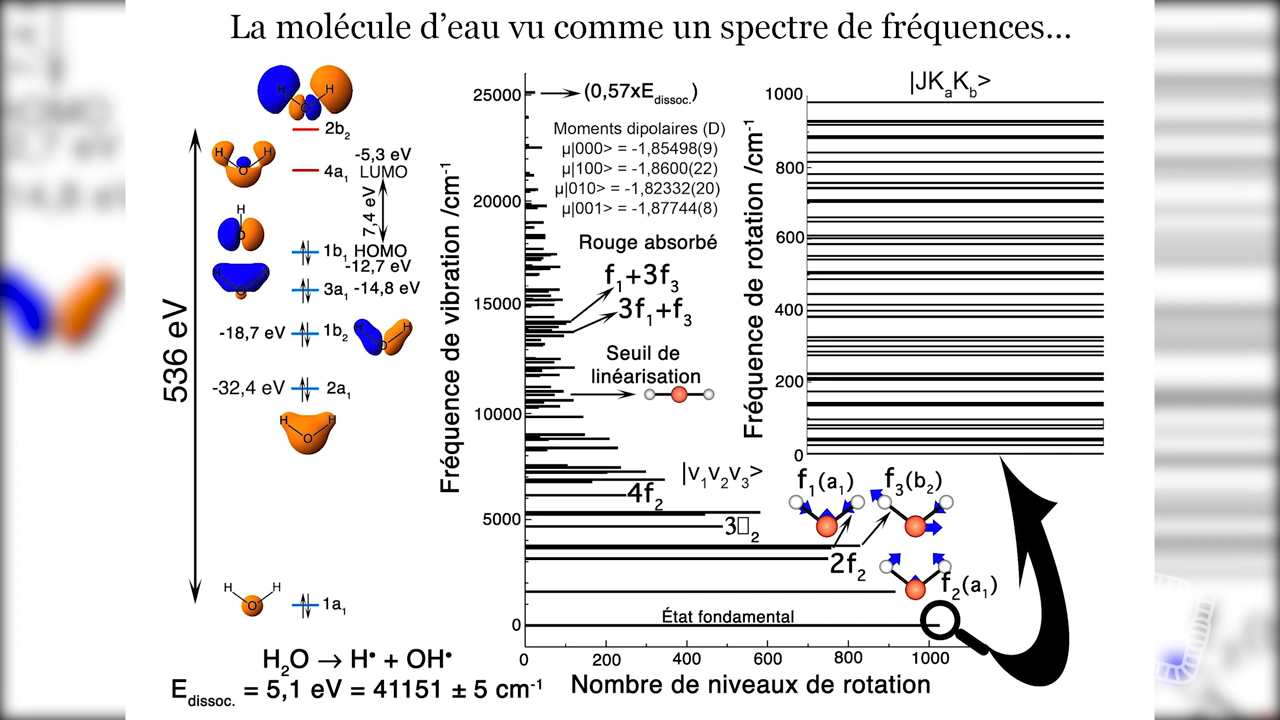 La molécule d’eau vu comme un spectre de fréquences...
H H
O
2b2
H H
O
4a1
-5,3 eV
LUMO
7,4 eV
H
O
1b1 HOMO
-12,7 eV
3a1 -14,8 eV
-18,7 eV 1b2
H H
O
-32,4 eV 2a1
H H
O
536 eV
H H
O
1a1
H2O → H• + OH•
Edissoc. = 5,1 eV = 41151 ± 5 cm-1
Fréquence de vibration /cm-1
25000
20000
15000
10000
5000
0
(0,57xEdissoc.)
Moments dipolaires (D)
µ|000> = -1,85498(9)
µ|100> = -1,8600(22)
µ|010> = -1,82332(20)
µ|001> = -1,87744(8)
Rouge absorbé
f1+3f3
3f1+f3
Seuil de
linéarisation
|v1v2v3>
4f2
3□2
2f2
État fondamental
0 200 400 600 800 1000
Nombre de niveaux de rotation
|JKaKb>
Fréquence de rotation /cm-1
1000
800
600
400
200
0
f1(a1) f3(b2)
f2(a1)